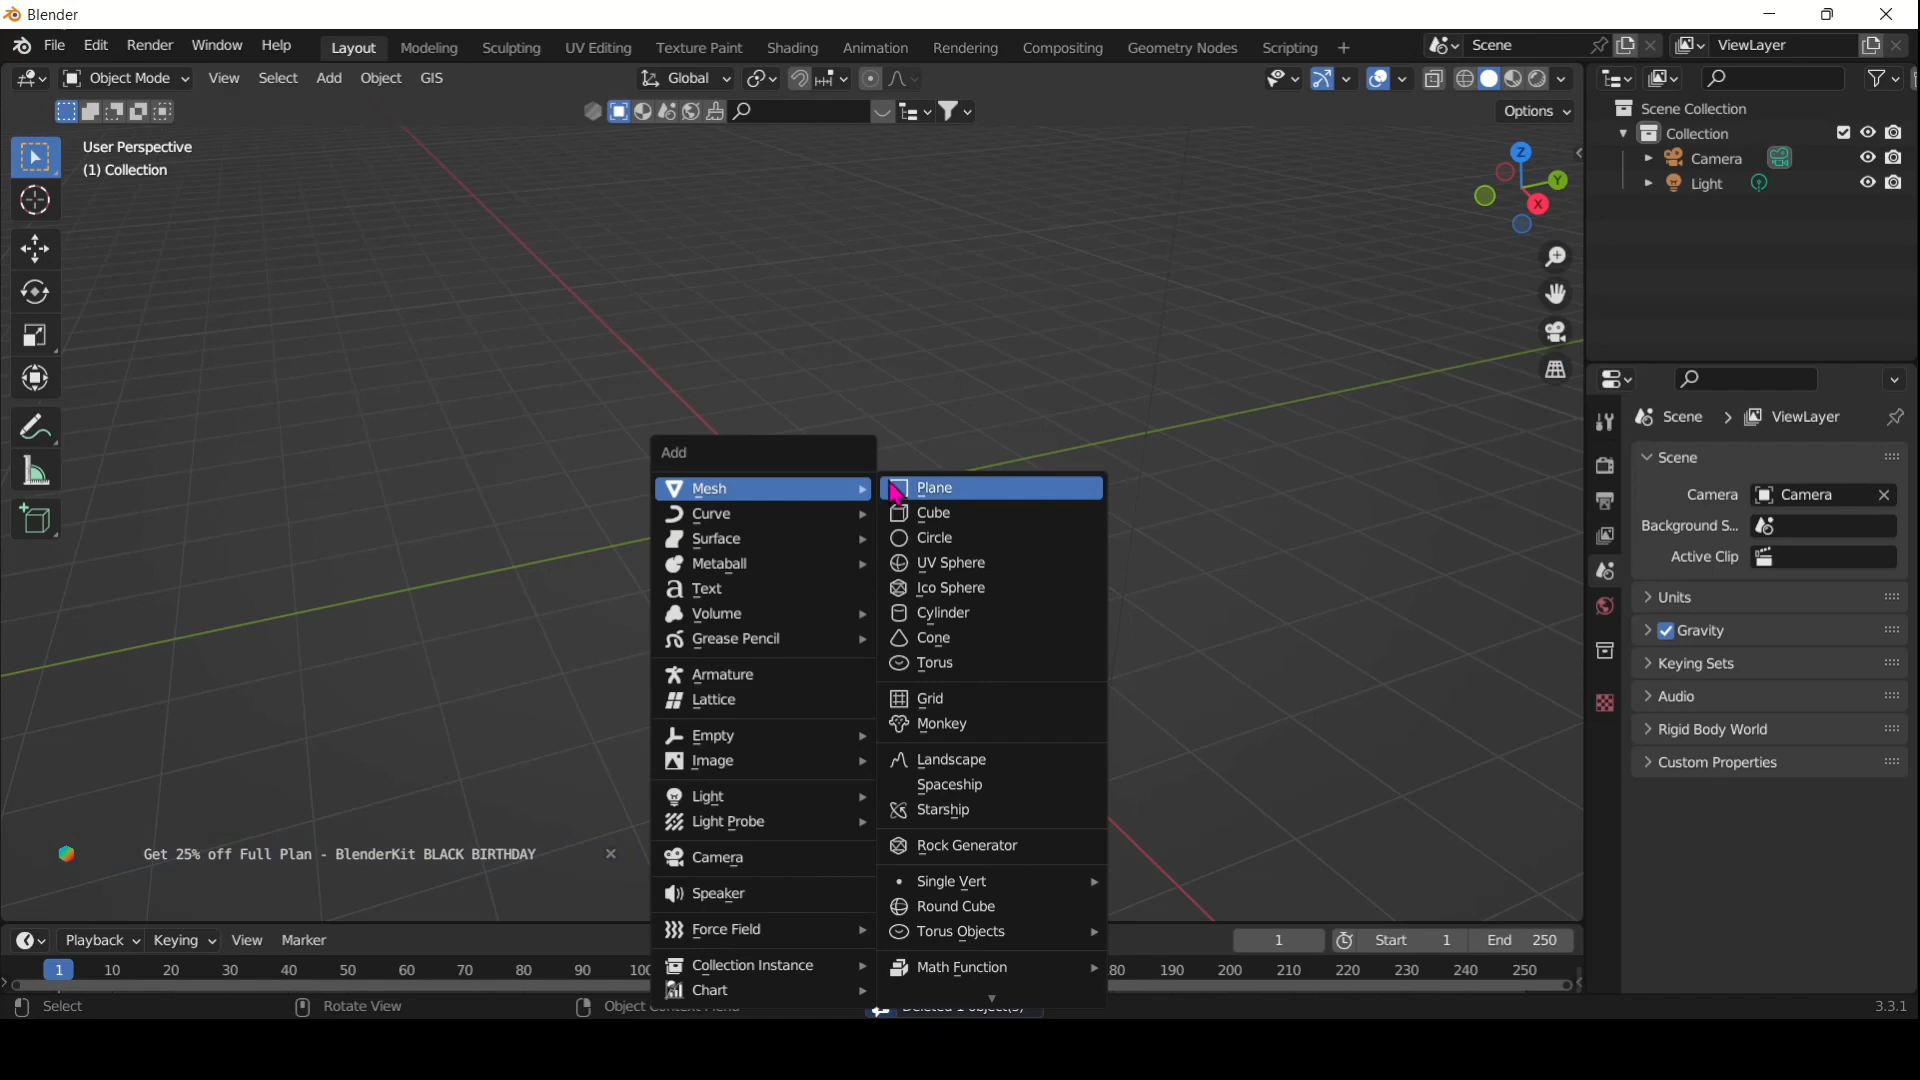 Blender
File Edit Render Window Help Layout Modeling Sculpting UV Editing Texture Paint Shading Animation Rendering Compositing Geometry Nodes Scripting + Scene ViewLayer
Object Mode View Select Add Object GIS Global
Options
User Perspective
(1) Collection
Z
Y
X
Scene Collection
Collection
Camera
Light
Scene > ViewLayer
Scene
Camera Camera
Background S...
Active Clip
Units
Gravity
Keying Sets
Audio
Rigid Body World
Custom Properties
Add
Mesh
Curve
Surface
Metaball
Text
Volume
Grease Pencil
Armature
Lattice
Empty
Image
Light
Light Probe
Camera
Speaker
Force Field
Collection Instance
Chart
Plane
Cube
Circle
UV Sphere
Ico Sphere
Cylinder
Cone
Torus
Grid
Monkey
Landscape
Spaceship
Starship
Rock Generator
Single Vert
Round Cube
Torus Objects
Math Function
Get 25% off Full Plan - BlenderKit BLACK BIRTHDAY
Playback Keying View Marker 1 Start 1 End 250
1 10 20 30 40 50 60 70 80 90 100 80 190 200 210 220 230 240 250
Select Rotate View Object Context Menu Deleted 1 object(s) 3.3.1